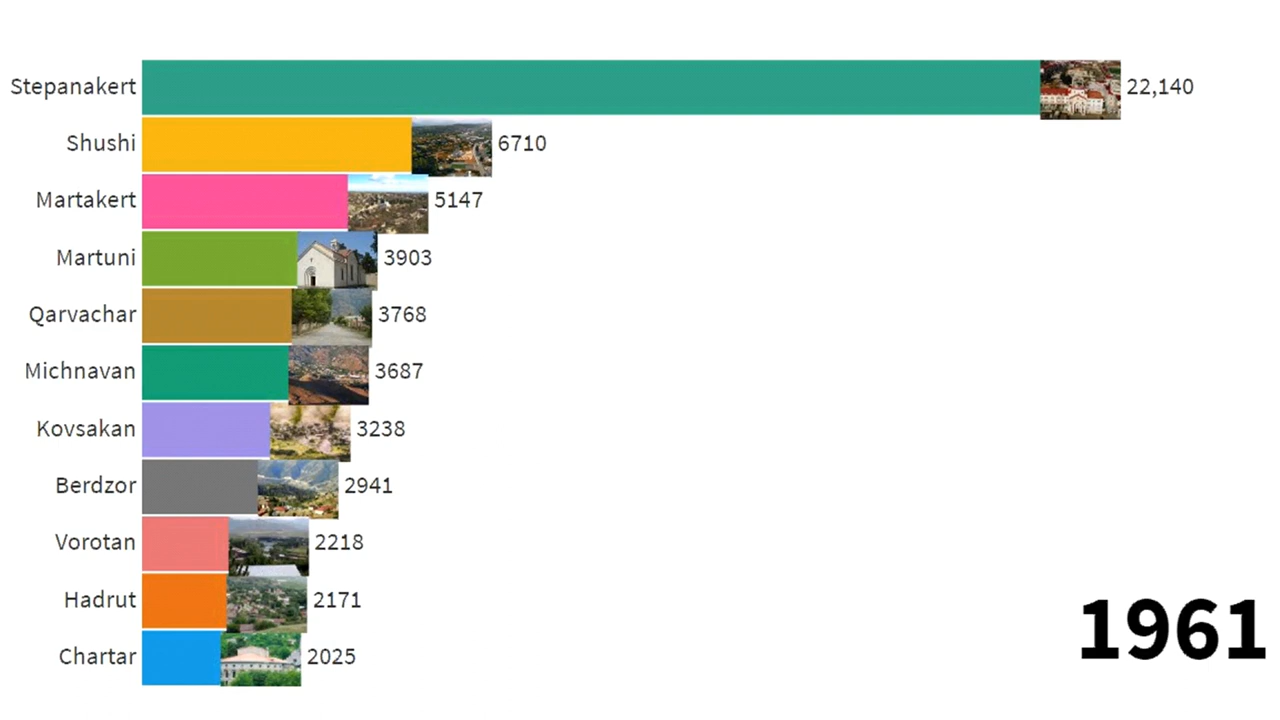 Stepanakert 22,140
Shushi 6710
Martakert 5147
Martuni 3903
Qarvachar 3768
Michnavan 3687
Kovsakan 3238
Berdzor 2941
Vorotan 2218
Hadrut 2171
Chartar 2025
1961